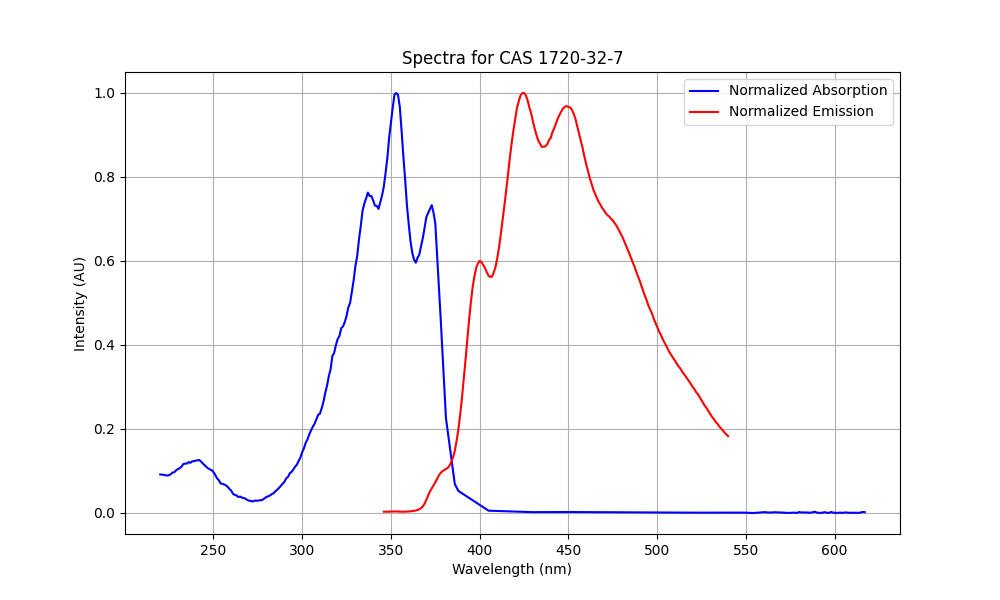 Spectra for CAS 1720-32-7
Normalized Absorption
Normalized Emission
1.0
0.8
0.6
0.4
0.2
0.0
Intensity (AU)
250 300 350 400 450 500 550 600
Wavelength (nm)